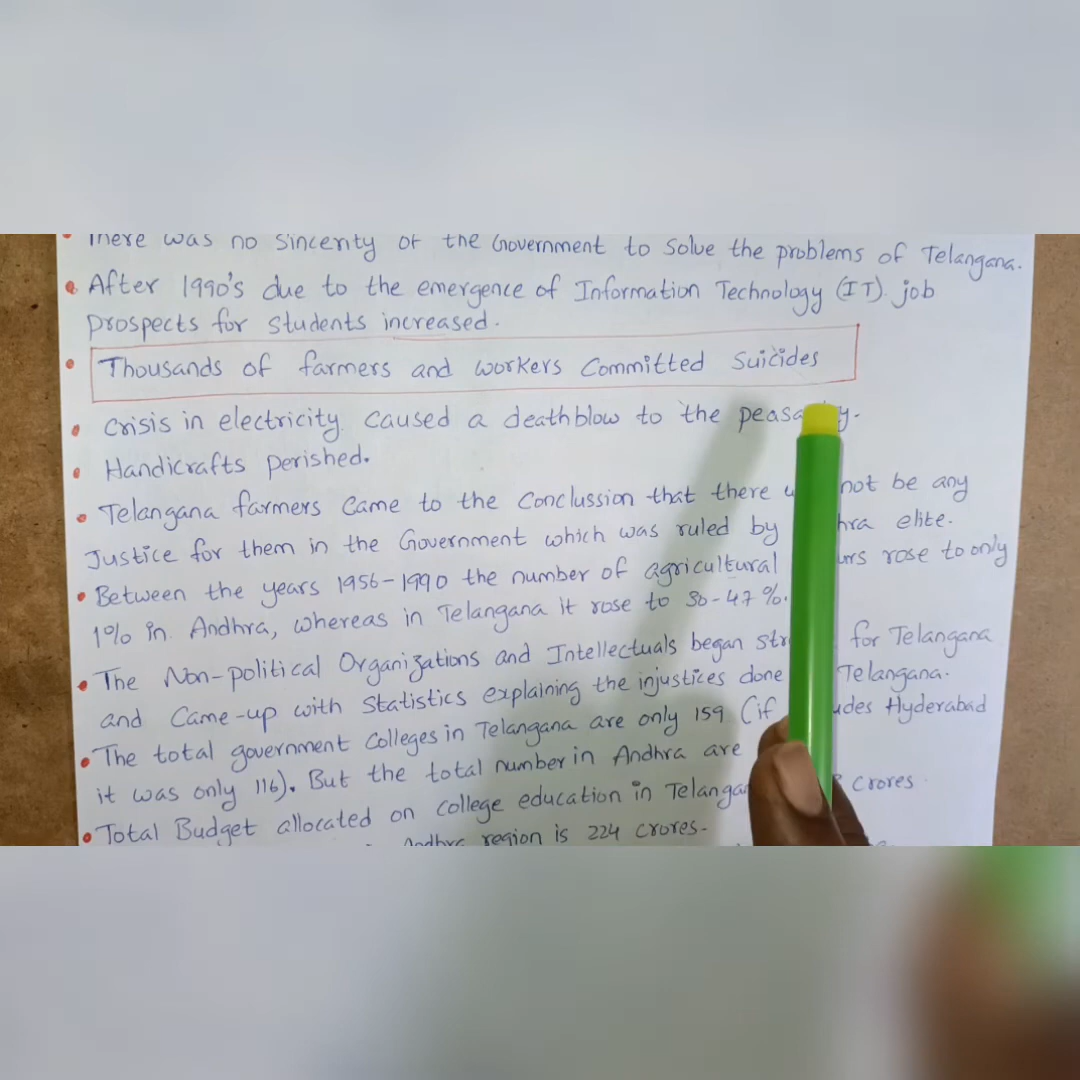 There was no Sincerity of the Government to Solve the problems of Telangana.
After 1990's due to the emergence of Information Technology (IT) job
prospects for students increased.
Thousands of farmers and workers Committed Suicides
Crisis in electricity caused a deathblow to the
Handicrafts perished.
Telangana farmers Came to the Conclussion that there not be any
Justice for them in the Government which was ruled by elite.
Between the years 1956-1990 the number of agricultural rose to only
1% in Andhra, whereas in Telangana it rose to 30-47%.
The Non-political Organizations and Intellectuals began for Telangana
and Came-up with Statistics explaining the injustices done Telangana.
The total government Colleges in Telangana are only 159 (if Hyderabad
it was only 116). But the total number in Andhra are
Total Budget allocated on college education in crores
Andhra region is 224 crores.